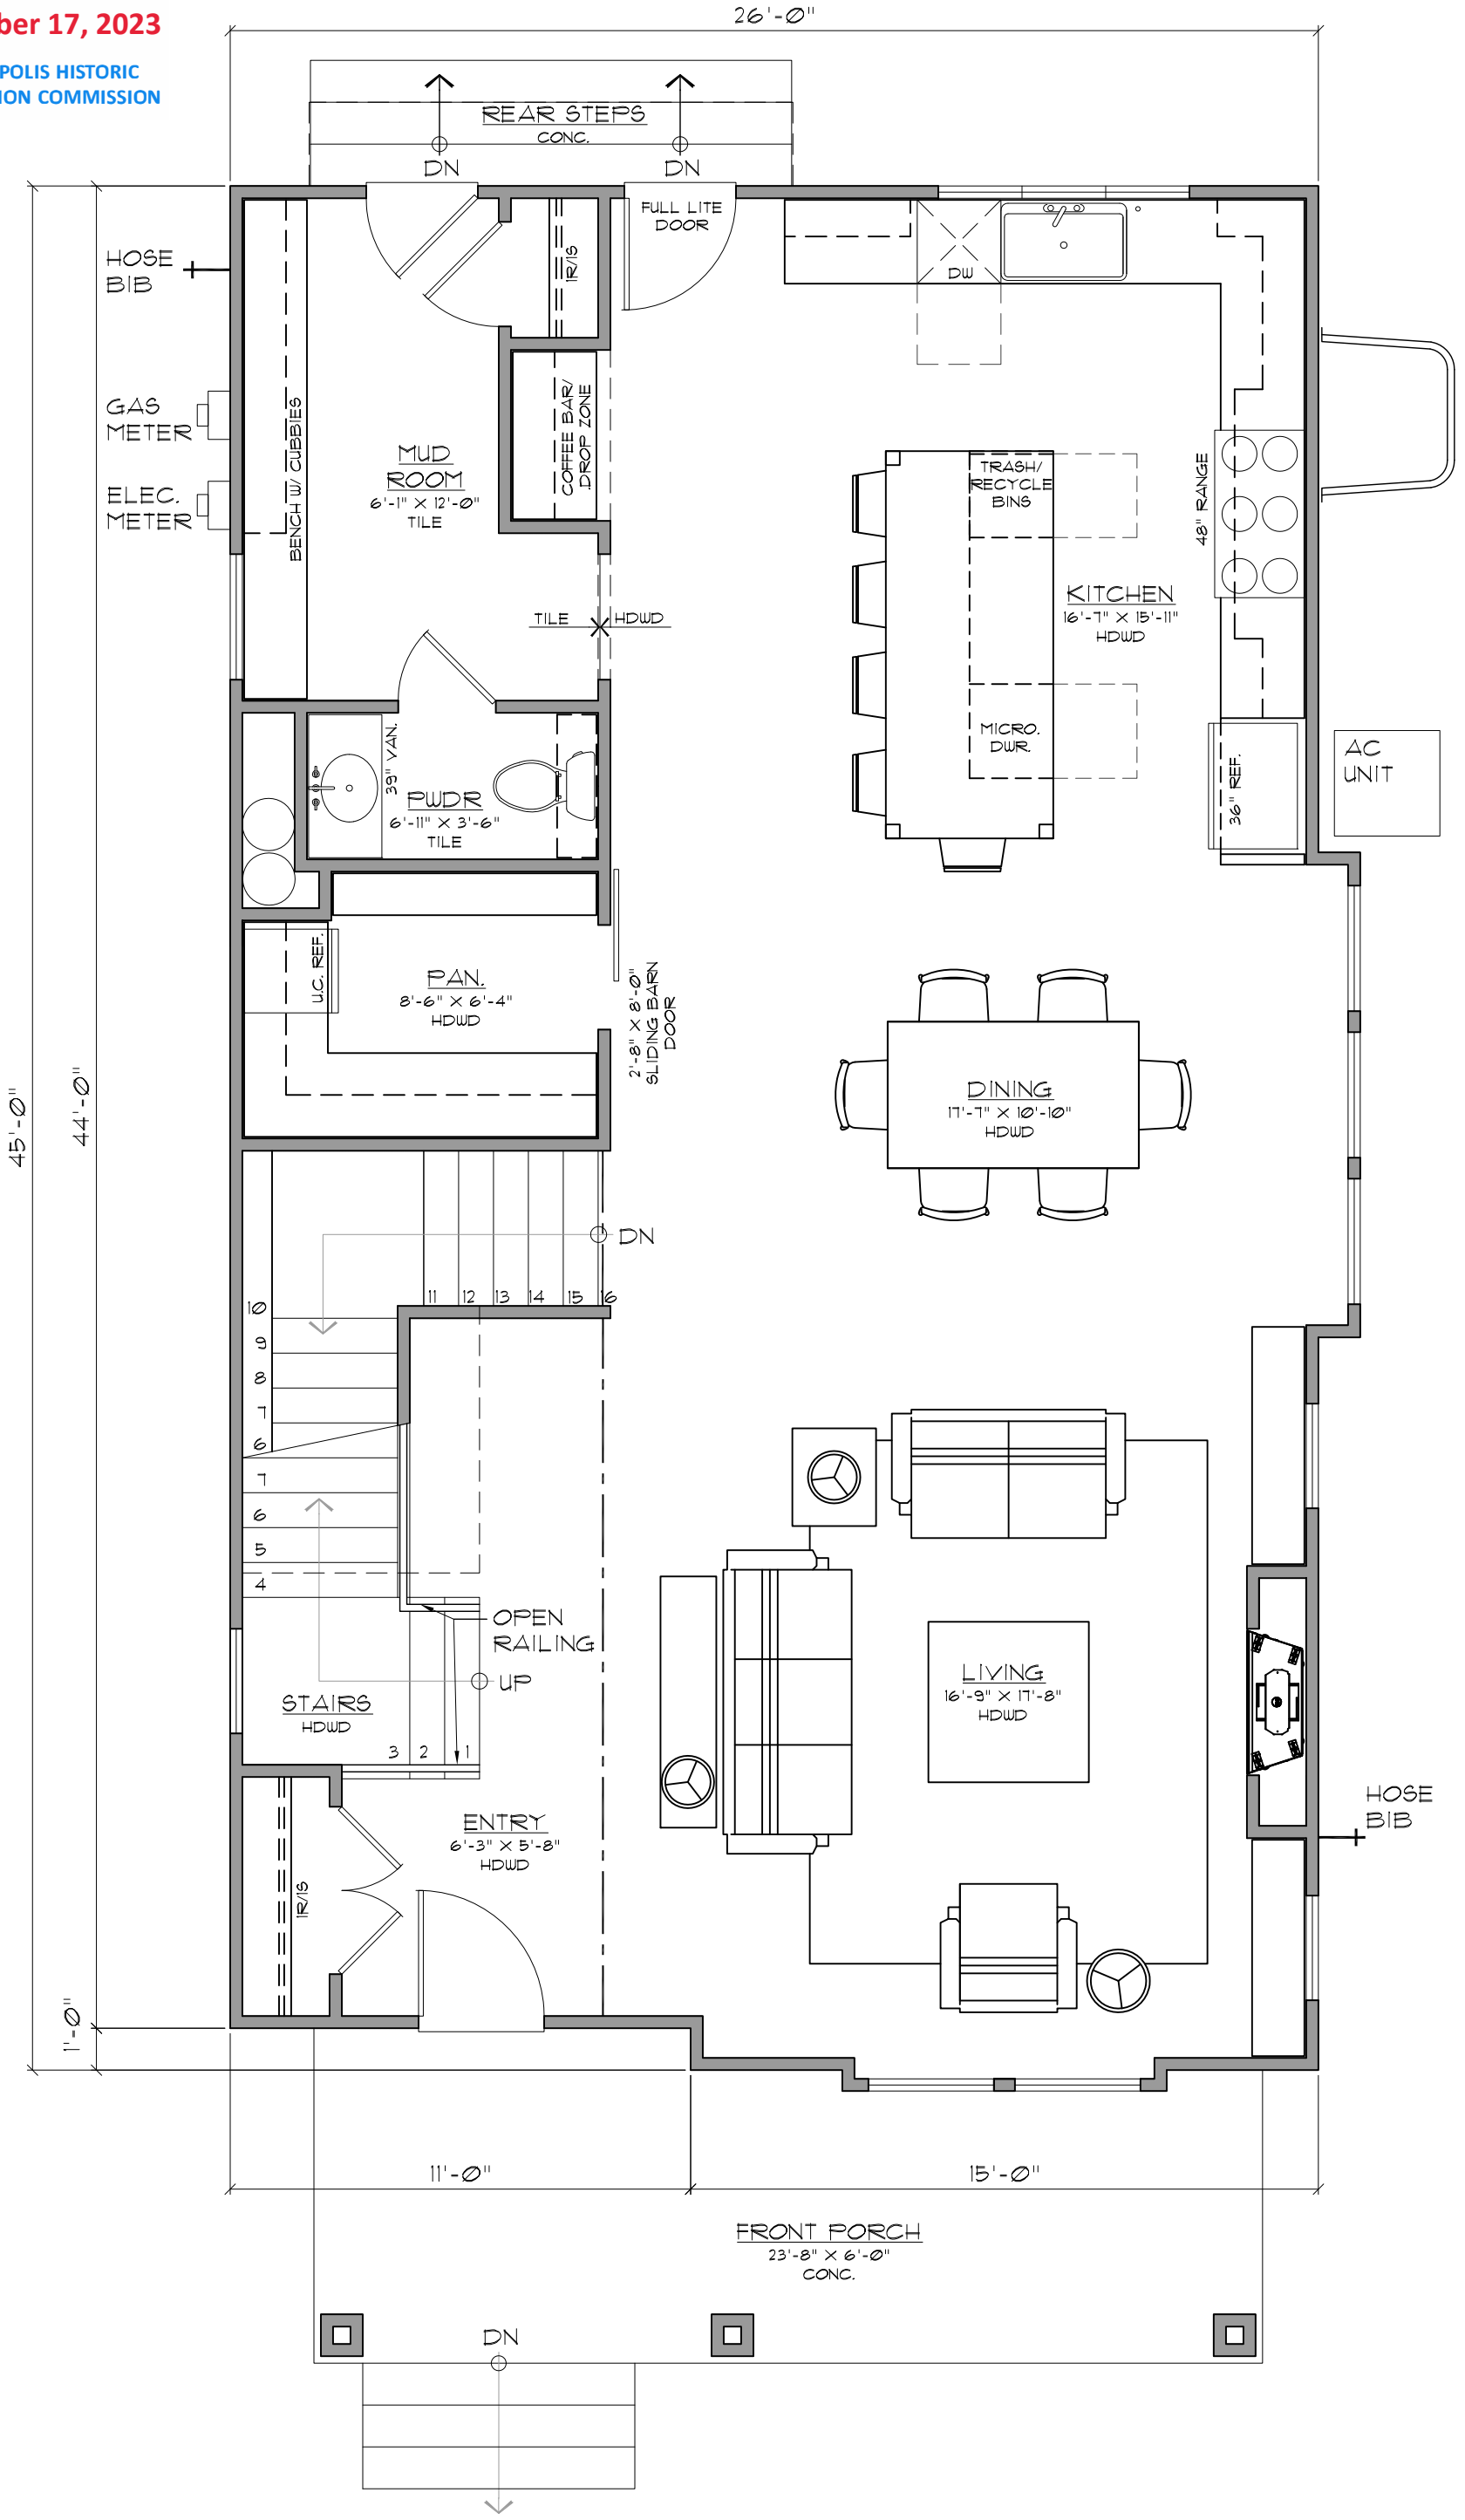 ber 17, 2023
POLIS HISTORIC
ION COMMISSION
26'-0"
REAR STEPS
CONC.
DN
DN
FULL LITE
DOOR
1R/1S
DW
HOSE
BIB
GAS
METER
ELEC.
METER
BENCH W/ CUBBIES
MUD
ROOM
6'-1" X 12'-0"
TILE
COFFEE BAR/
DROP ZONE
TRASH/
RECYCLE
BINS
48" RANGE
KITCHEN
16'-7" X 15'-11"
HDWD
TILE
HDWD
MICRO.
DWR.
36" REF.
AC
UNIT
39" VAN.
PWDR
6'-11" X 3'-6"
TILE
U.C. REF.
PAN.
8'-6" X 6'-4"
HDWD
2'-8" X 8'-0"
SLIDING BARN
DOOR
DINING
17'-7" X 10'-10"
HDWD
45'-0"
44'-0"
DN
11
12
13
14
15
16
10
9
8
7
6
7
6
5
4
OPEN
RAILING
UP
STAIRS
HDWD
3
2
1
LIVING
16'-9" X 17'-8"
HDWD
HOSE
BIB
ENTRY
6'-3" X 5'-8"
HDWD
1R/1S
1'-0"
11'-0"
15'-0"
FRONT PORCH
23'-8" X 6'-0"
CONC.
DN